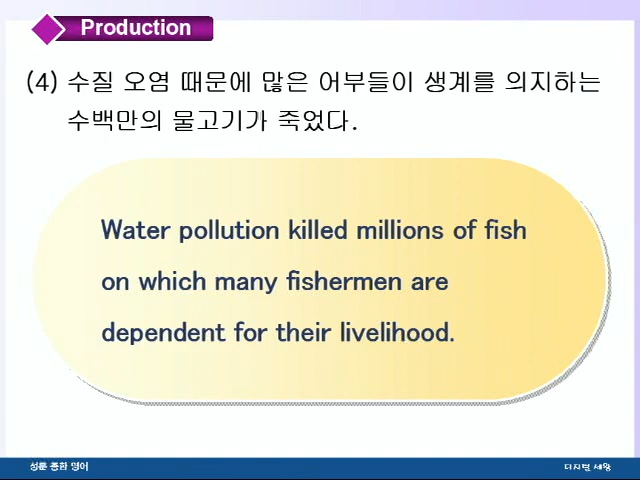 Production
(4) 수질 오염 때문에 많은 어부들이 생계를 의지하는
수백만의 물고기가 죽었다.
Water pollution killed millions of fish
on which many fishermen are
dependent for their livelihood.
성문 종합 영어
디지털 세왕